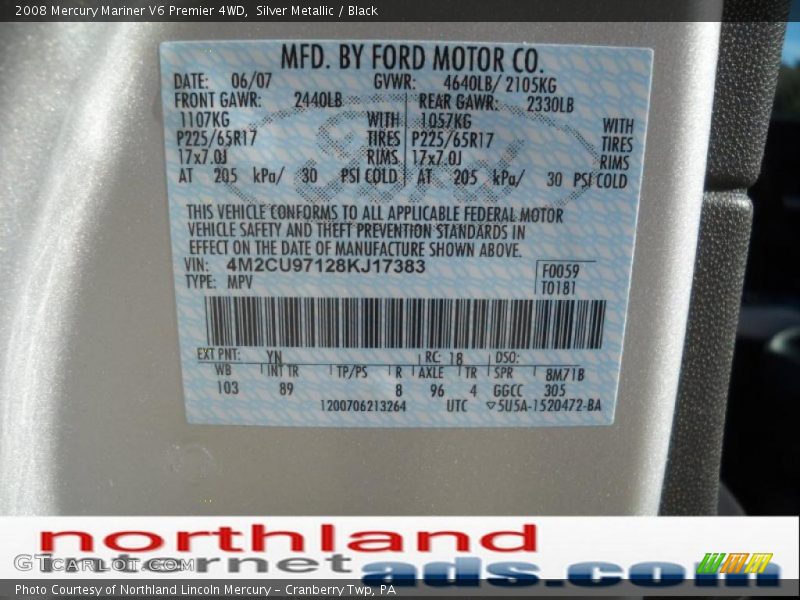 2008 Mercury Mariner V6 Premier 4WD, Silver Metallic / Black
MFD. BY FORD MOTOR CO.
DATE: 06/07 GVWR: 4640LB/ 2105KG
FRONT GAWR: 2440LB REAR GAWR: 2330LB
1107KG WITH 1057KG WITH
P225/65R17 TIRES P225/65R17 TIRES
17x7.0J RIMS 17x7.0J RIMS
AT 205 kPa/ 30 PSI COLD AT 205 kPa/ 30 PSI COLD
THIS VEHICLE CONFORMS TO ALL APPLICABLE FEDERAL MOTOR
VEHICLE SAFETY AND THEFT PREVENTION STANDARDS IN
EFFECT ON THE DATE OF MANUFACTURE SHOWN ABOVE.
VIN: 4M2CU97128KJ17383 F0059
TYPE: MPV T0181
EXT PNT: YN RC: 18 DSO:
WB INT TR TP/PS R AXLE TR SPR 8M71B
103 89 8 96 4 GGCC 305
1200706213264 UTC ▽5U5A-1520472-BA
northland
internet
ads.com
GTCARLOT.COM
Photo Courtesy of Northland Lincoln Mercury – Cranberry Twp, PA